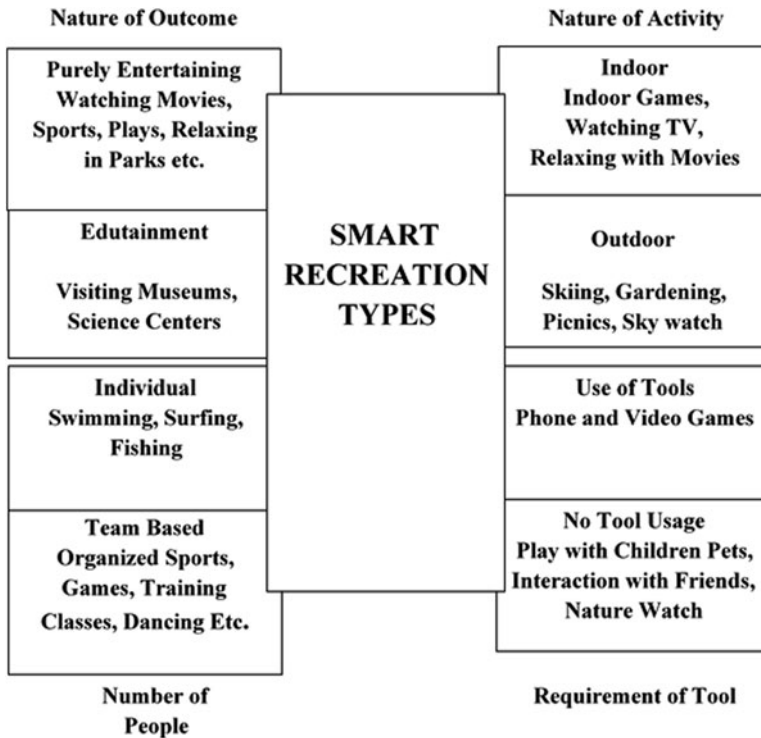 Nature of Outcome
Purely Entertaining
Watching Movies,
Sports, Plays, Relaxing
in Parks etc.
Edutainment
Visiting Museums,
Science Centers
Individual
Swimming, Surfing,
Fishing
Team Based
Organized Sports,
Games, Training
Classes, Dancing Etc.
Number of
People
SMART
RECREATION
TYPES
Nature of Activity
Indoor
Indoor Games,
Watching TV,
Relaxing with Movies
Outdoor
Skiing, Gardening,
Picnics, Sky watch
Use of Tools
Phone and Video Games
No Tool Usage
Play with Children Pets,
Interaction with Friends,
Nature Watch
Requirement of Tool